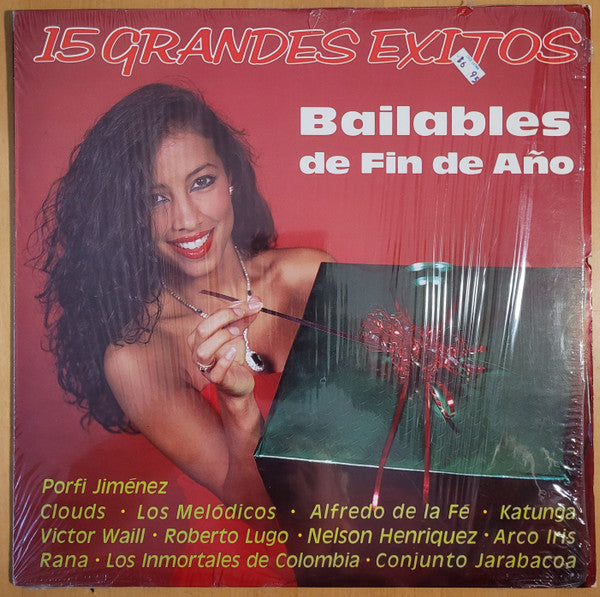 15 GRANDES EXITOS
Bailables
de Fin de Año
Porfi Jiménez
Clouds · Los Melódicos · Alfredo de la Fé · Katunga
Victor Waill · Roberto Lugo · Nelson Henriquez · Arco Iris
Rana · Los Inmortales de Colombia · Conjunto Jarabacoa